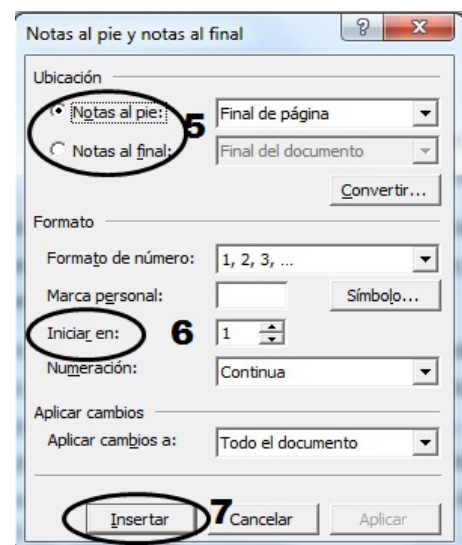 Notas al pie y notas al final
Ubicación
Notas al pie: 5 Final de página
Notas al final: Final del documento
Convertir...
Formato
Formato de número: 1, 2, 3, ...
Marca personal: Símbolo...
Iniciar en: 6 1
Numeración: Continua
Aplicar cambios
Aplicar cambios a: Todo el documento
Insertar 7 Cancelar Aplicar